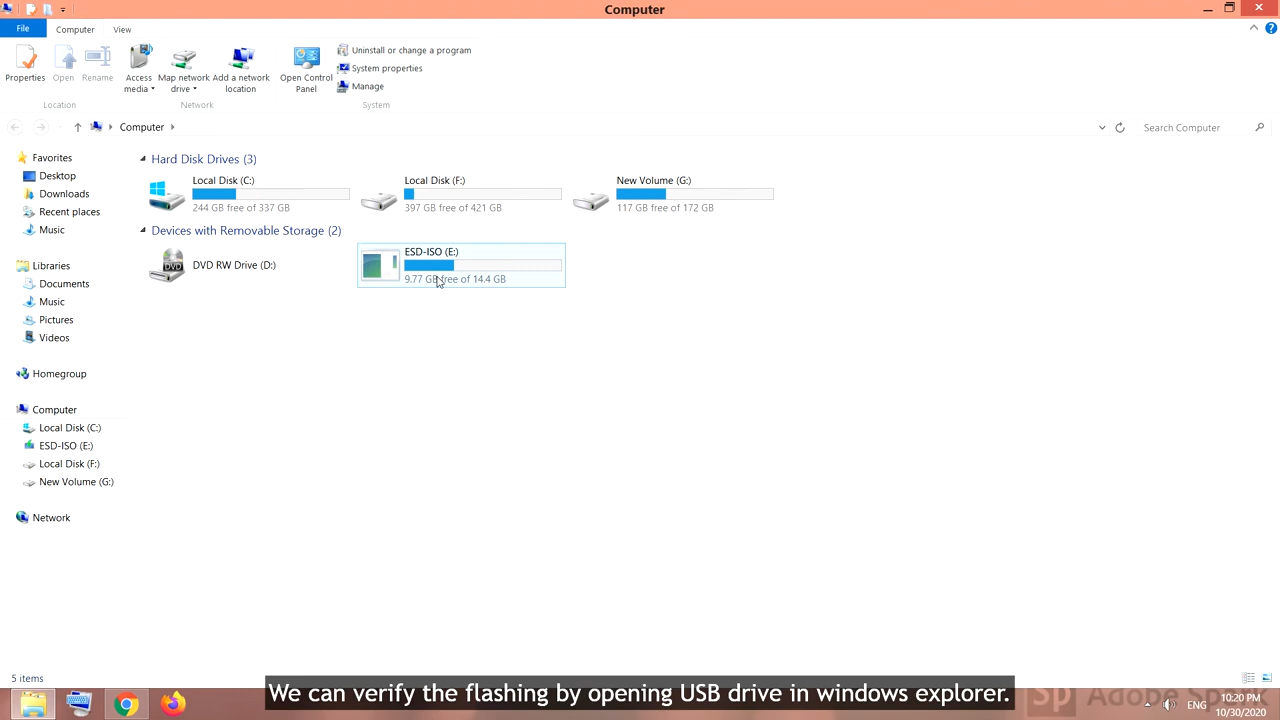 Computer
File
Computer
View
Properties
Open
Rename
Access media
Map network drive
Add a network location
Open Control Panel
Uninstall or change a program
System properties
Manage
Location
Network
System
Computer
Search Computer
Favorites
Desktop
Downloads
Recent places
Music
Libraries
Documents
Music
Pictures
Videos
Homegroup
Computer
Local Disk (C:)
ESD-ISO (E:)
Local Disk (F:)
New Volume (G:)
Network
Hard Disk Drives (3)
Local Disk (C:)
244 GB free of 337 GB
Local Disk (F:)
397 GB free of 421 GB
New Volume (G:)
117 GB free of 172 GB
Devices with Removable Storage (2)
DVD
DVD RW Drive (D:)
ESD-ISO (E:)
9.77 GB free of 14.4 GB
5 items
We can verify the flashing by opening USB drive in windows explorer.
Sp Adobe Spark
ENG
10:20 PM
10/30/2020